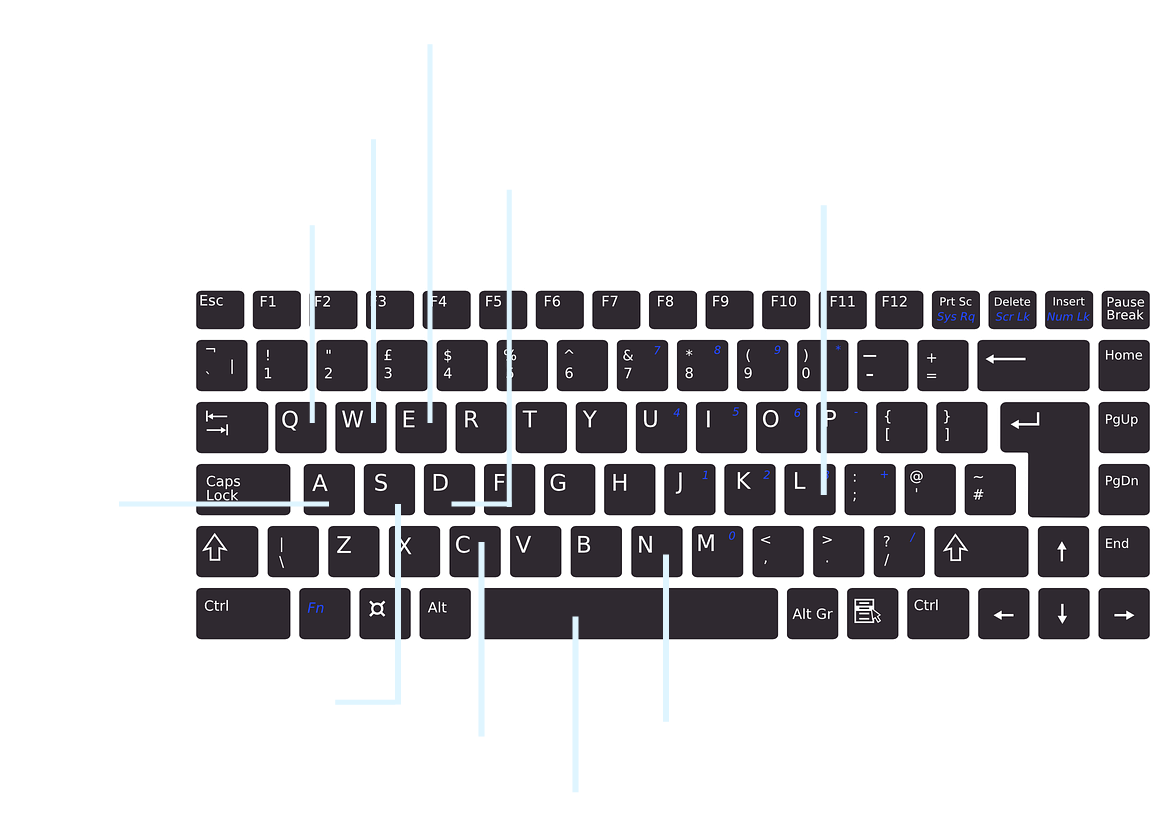 Esc F1 F2 F3 F4 F5 F6 F7 F8 F9 F10 F11 F12 Prt Sc Delete Insert Pause
Sys Rq Scr Lk Num Lk Break
¬ ! " £ $ % ^ & 7 * 8 ( 9 ) * — + Home
` | 1 2 3 4 5 6 7 8 9 0 - =
Q W E R T Y U 4 I 5 O 6 P - { } PgUp
[ ]
Caps A S D F G H J 1 K 2 L : + @ ~ PgDn
Lock ; ' #
| Z X C V B N M 0 < > ? / End
\ , . /
Ctrl Fn Alt Alt Gr Ctrl